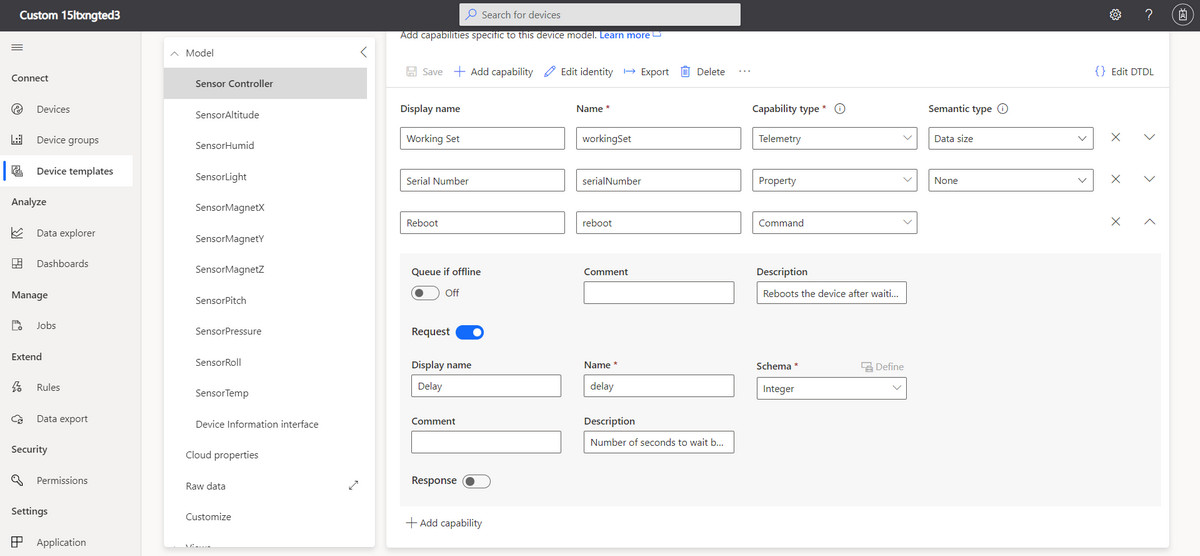 Custom 15ltxngted3
Search for devices
?
Connect
Devices
Device groups
Device templates
Analyze
Data explorer
Dashboards
Manage
Jobs
Extend
Rules
Data export
Security
Permissions
Settings
Application
Model
Sensor Controller
SensorAltitude
SensorHumid
SensorLight
SensorMagnetX
SensorMagnetY
SensorMagnetZ
SensorPitch
SensorPressure
SensorRoll
SensorTemp
Device Information interface
Cloud properties
Raw data
Customize
Views
Add capabilities specific to this device model. Learn more
Save + Add capability Edit identity Export Delete ··· {} Edit DTDL
Display name Name * Capability type * Semantic type
Working Set workingSet Telemetry Data size
Serial Number serialNumber Property None
Reboot reboot Command
Queue if offline Comment Description
Off Reboots the device after waiti...
Request
Display name Name * Schema * Define
Delay delay Integer
Comment Description
Number of seconds to wait b...
Response
+ Add capability